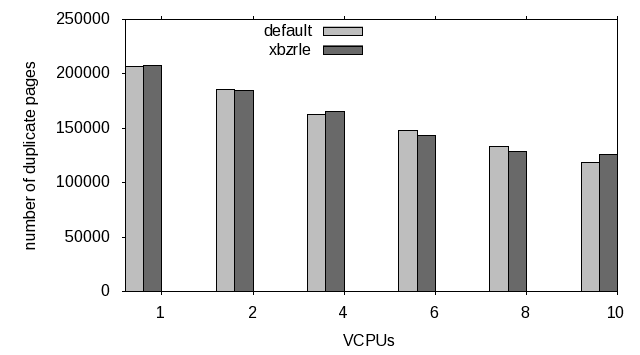 250000
default
xbzrle
200000
150000
100000
50000
0
number of duplicate pages
1 2 4 6 8 10
VCPUs